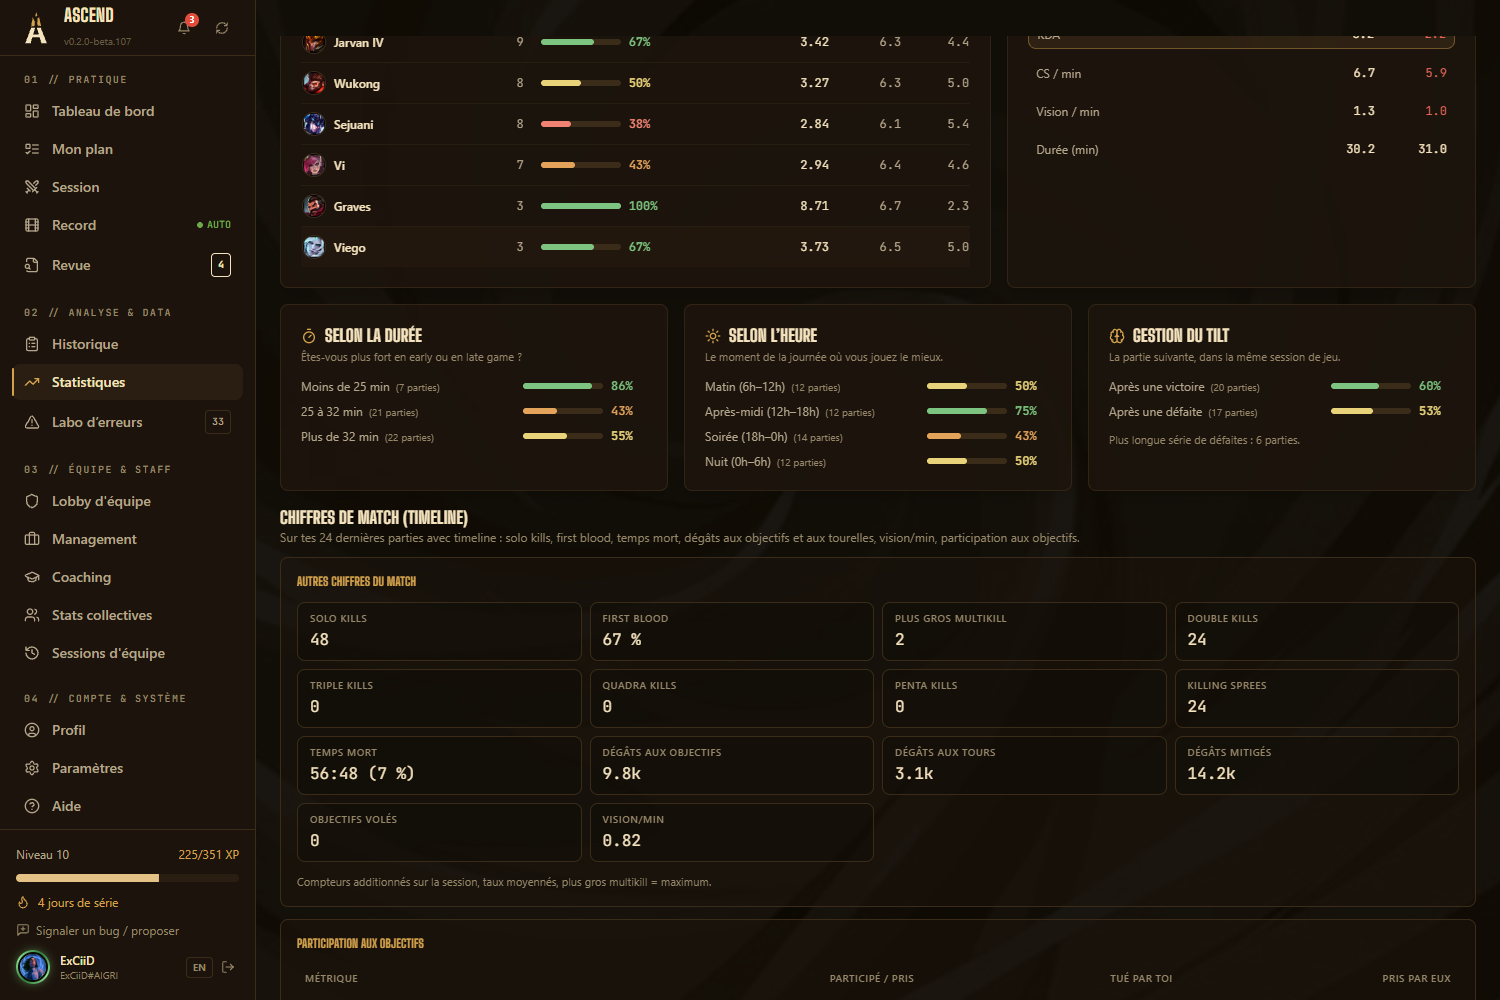 ASCEND
v0.2.0-beta.107
3
01 // PRATIQUE
Tableau de bord
Mon plan
Session
Record AUTO
Revue 4
02 // ANALYSE & DATA
Historique
Statistiques
Labo d'erreurs 33
03 // ÉQUIPE & STAFF
Lobby d'équipe
Management
Coaching
Stats collectives
Sessions d'équipe
04 // COMPTE & SYSTÈME
Profil
Paramètres
Aide
Niveau 10 225/351 XP
4 jours de série
Signaler un bug / proposer
ExCiiD
ExCiiD#AIGRI
EN
Jarvan IV 9 67% 3.42 6.3 4.4
Wukong 8 50% 3.27 6.3 5.0
Sejuani 8 38% 2.84 6.1 5.4
Vi 7 43% 2.94 6.4 4.6
Graves 3 100% 8.71 6.7 2.3
Viego 3 67% 3.73 6.5 5.0
KDA
CS / min 6.7 5.9
Vision / min 1.3 1.0
Durée (min) 30.2 31.0
SELON LA DURÉE
Êtes-vous plus fort en early ou en late game ?
Moins de 25 min (7 parties) 86%
25 à 32 min (21 parties) 43%
Plus de 32 min (22 parties) 55%
SELON L'HEURE
Le moment de la journée où vous jouez le mieux.
Matin (6h–12h) (12 parties) 50%
Après-midi (12h–18h) (12 parties) 75%
Soirée (18h–0h) (14 parties) 43%
Nuit (0h–6h) (12 parties) 50%
GESTION DU TILT
La partie suivante, dans la même session de jeu.
Après une victoire (20 parties) 60%
Après une défaite (17 parties) 53%
Plus longue série de défaites : 6 parties.
CHIFFRES DE MATCH (TIMELINE)
Sur tes 24 dernières parties avec timeline : solo kills, first blood, temps mort, dégâts aux objectifs et aux tourelles, vision/min, participation aux objectifs.
AUTRES CHIFFRES DU MATCH
SOLO KILLS
48
FIRST BLOOD
67 %
PLUS GROS MULTIKILL
2
DOUBLE KILLS
24
TRIPLE KILLS
0
QUADRA KILLS
0
PENTA KILLS
0
KILLING SPREES
24
TEMPS MORT
56:48 (7 %)
DÉGÂTS AUX OBJECTIFS
9.8k
DÉGÂTS AUX TOURS
3.1k
DÉGÂTS MITIGÉS
14.2k
OBJECTIFS VOLÉS
0
VISION/MIN
0.82
Compteurs additionnés sur la session, taux moyennés, plus gros multikill = maximum.
PARTICIPATION AUX OBJECTIFS
MÉTRIQUE PARTICIPÉ / PRIS TUÉ PAR TOI PRIS PAR EUX